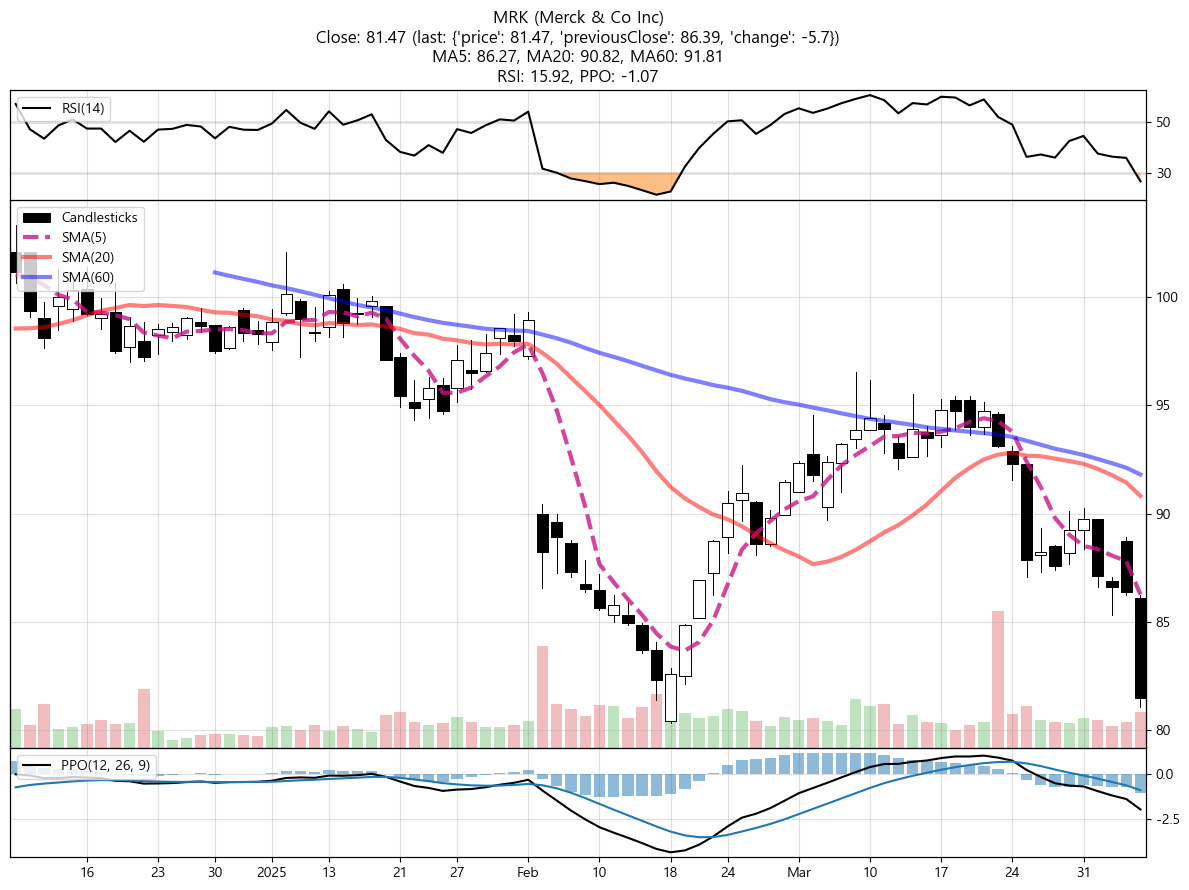 MRK (Merck & Co Inc)
Close: 81.47 (last: {'price': 81.47, 'previousClose': 86.39, 'change': -5.7})
MA5: 86.27, MA20: 90.82, MA60: 91.81
RSI: 15.92, PPO: -1.07
RSI(14)
50
30
Candlesticks
SMA(5)
SMA(20)
SMA(60)
100
95
90
85
80
PPO(12, 26, 9)
0.0
-2.5
16 23 30 2025 13 21 27 Feb 10 18 24 Mar 10 17 24 31